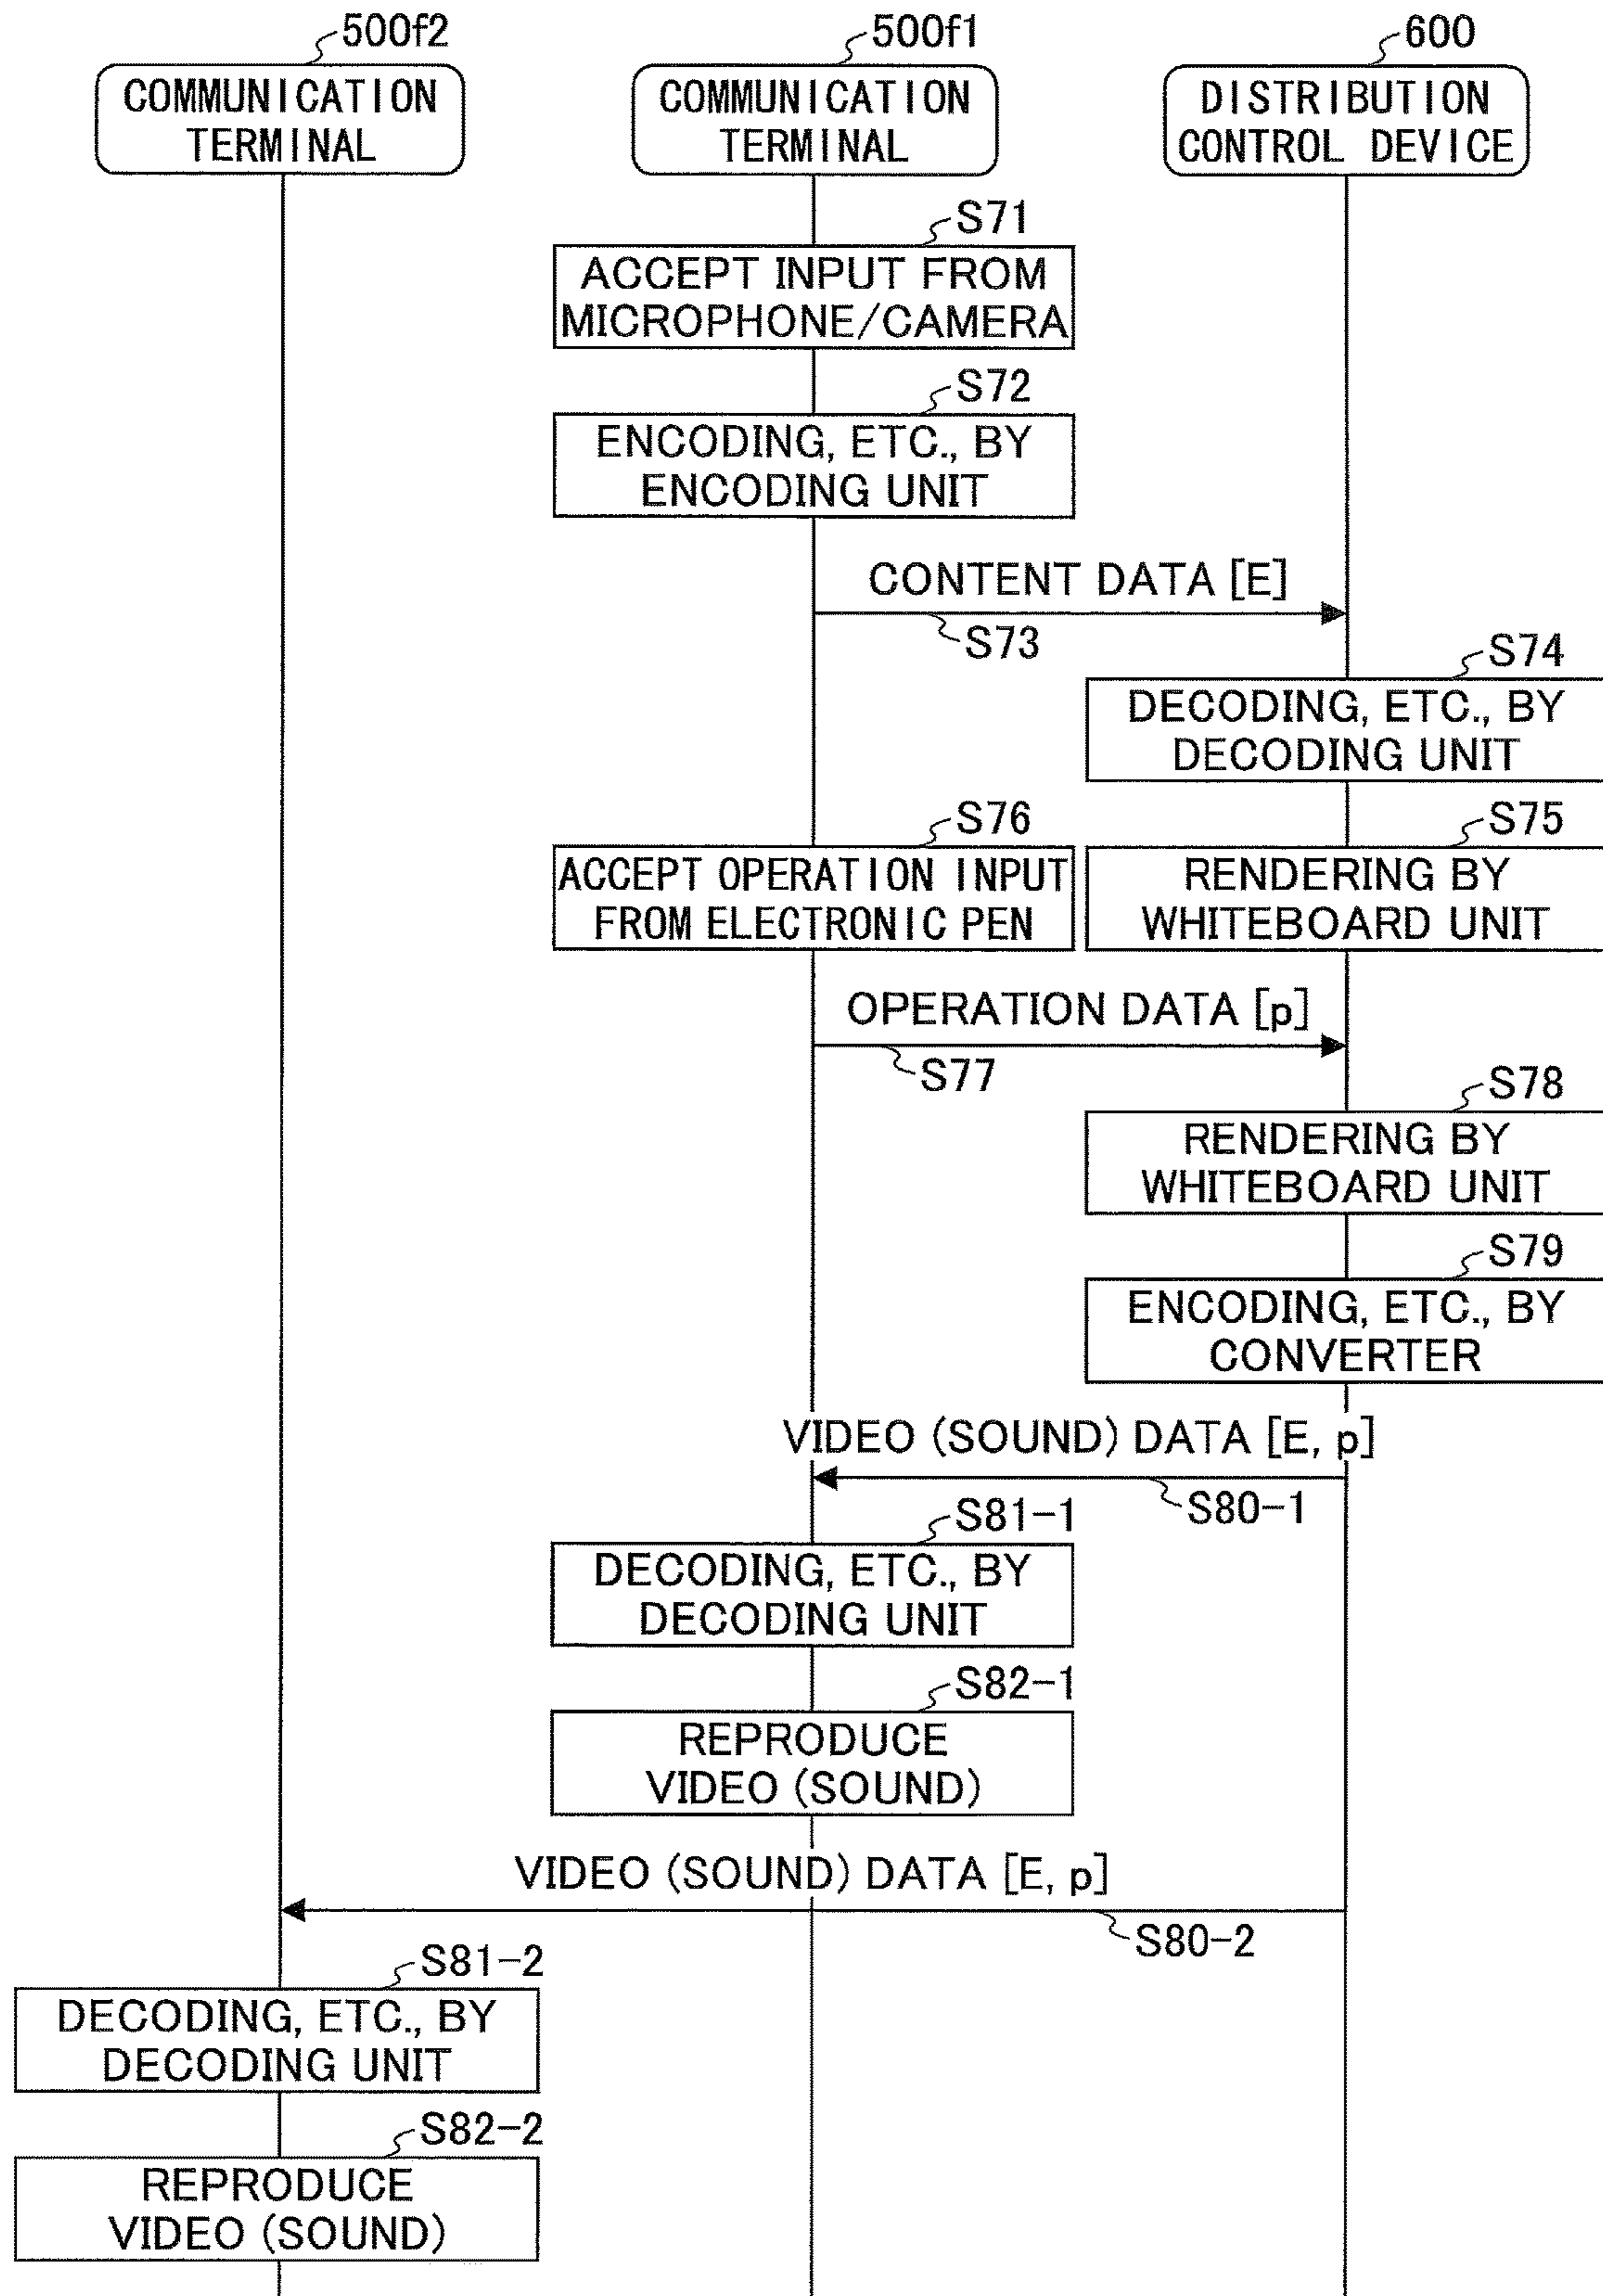 500f2
500f1
600
COMMUNICATION
TERMINAL
COMMUNICATION
TERMINAL
DISTRIBUTION
CONTROL DEVICE
S71
ACCEPT INPUT FROM
MICROPHONE/CAMERA
S72
ENCODING, ETC., BY
ENCODING UNIT
CONTENT DATA [E]
S73
S74
DECODING, ETC., BY
DECODING UNIT
S76
ACCEPT OPERATION INPUT
FROM ELECTRONIC PEN
S75
RENDERING BY
WHITEBOARD UNIT
OPERATION DATA [p]
S77
S78
RENDERING BY
WHITEBOARD UNIT
S79
ENCODING, ETC., BY
CONVERTER
VIDEO (SOUND) DATA [E, p]
S80-1
S81-1
DECODING, ETC., BY
DECODING UNIT
S82-1
REPRODUCE
VIDEO (SOUND)
VIDEO (SOUND) DATA [E, p]
S80-2
S81-2
DECODING, ETC., BY
DECODING UNIT
S82-2
REPRODUCE
VIDEO (SOUND)